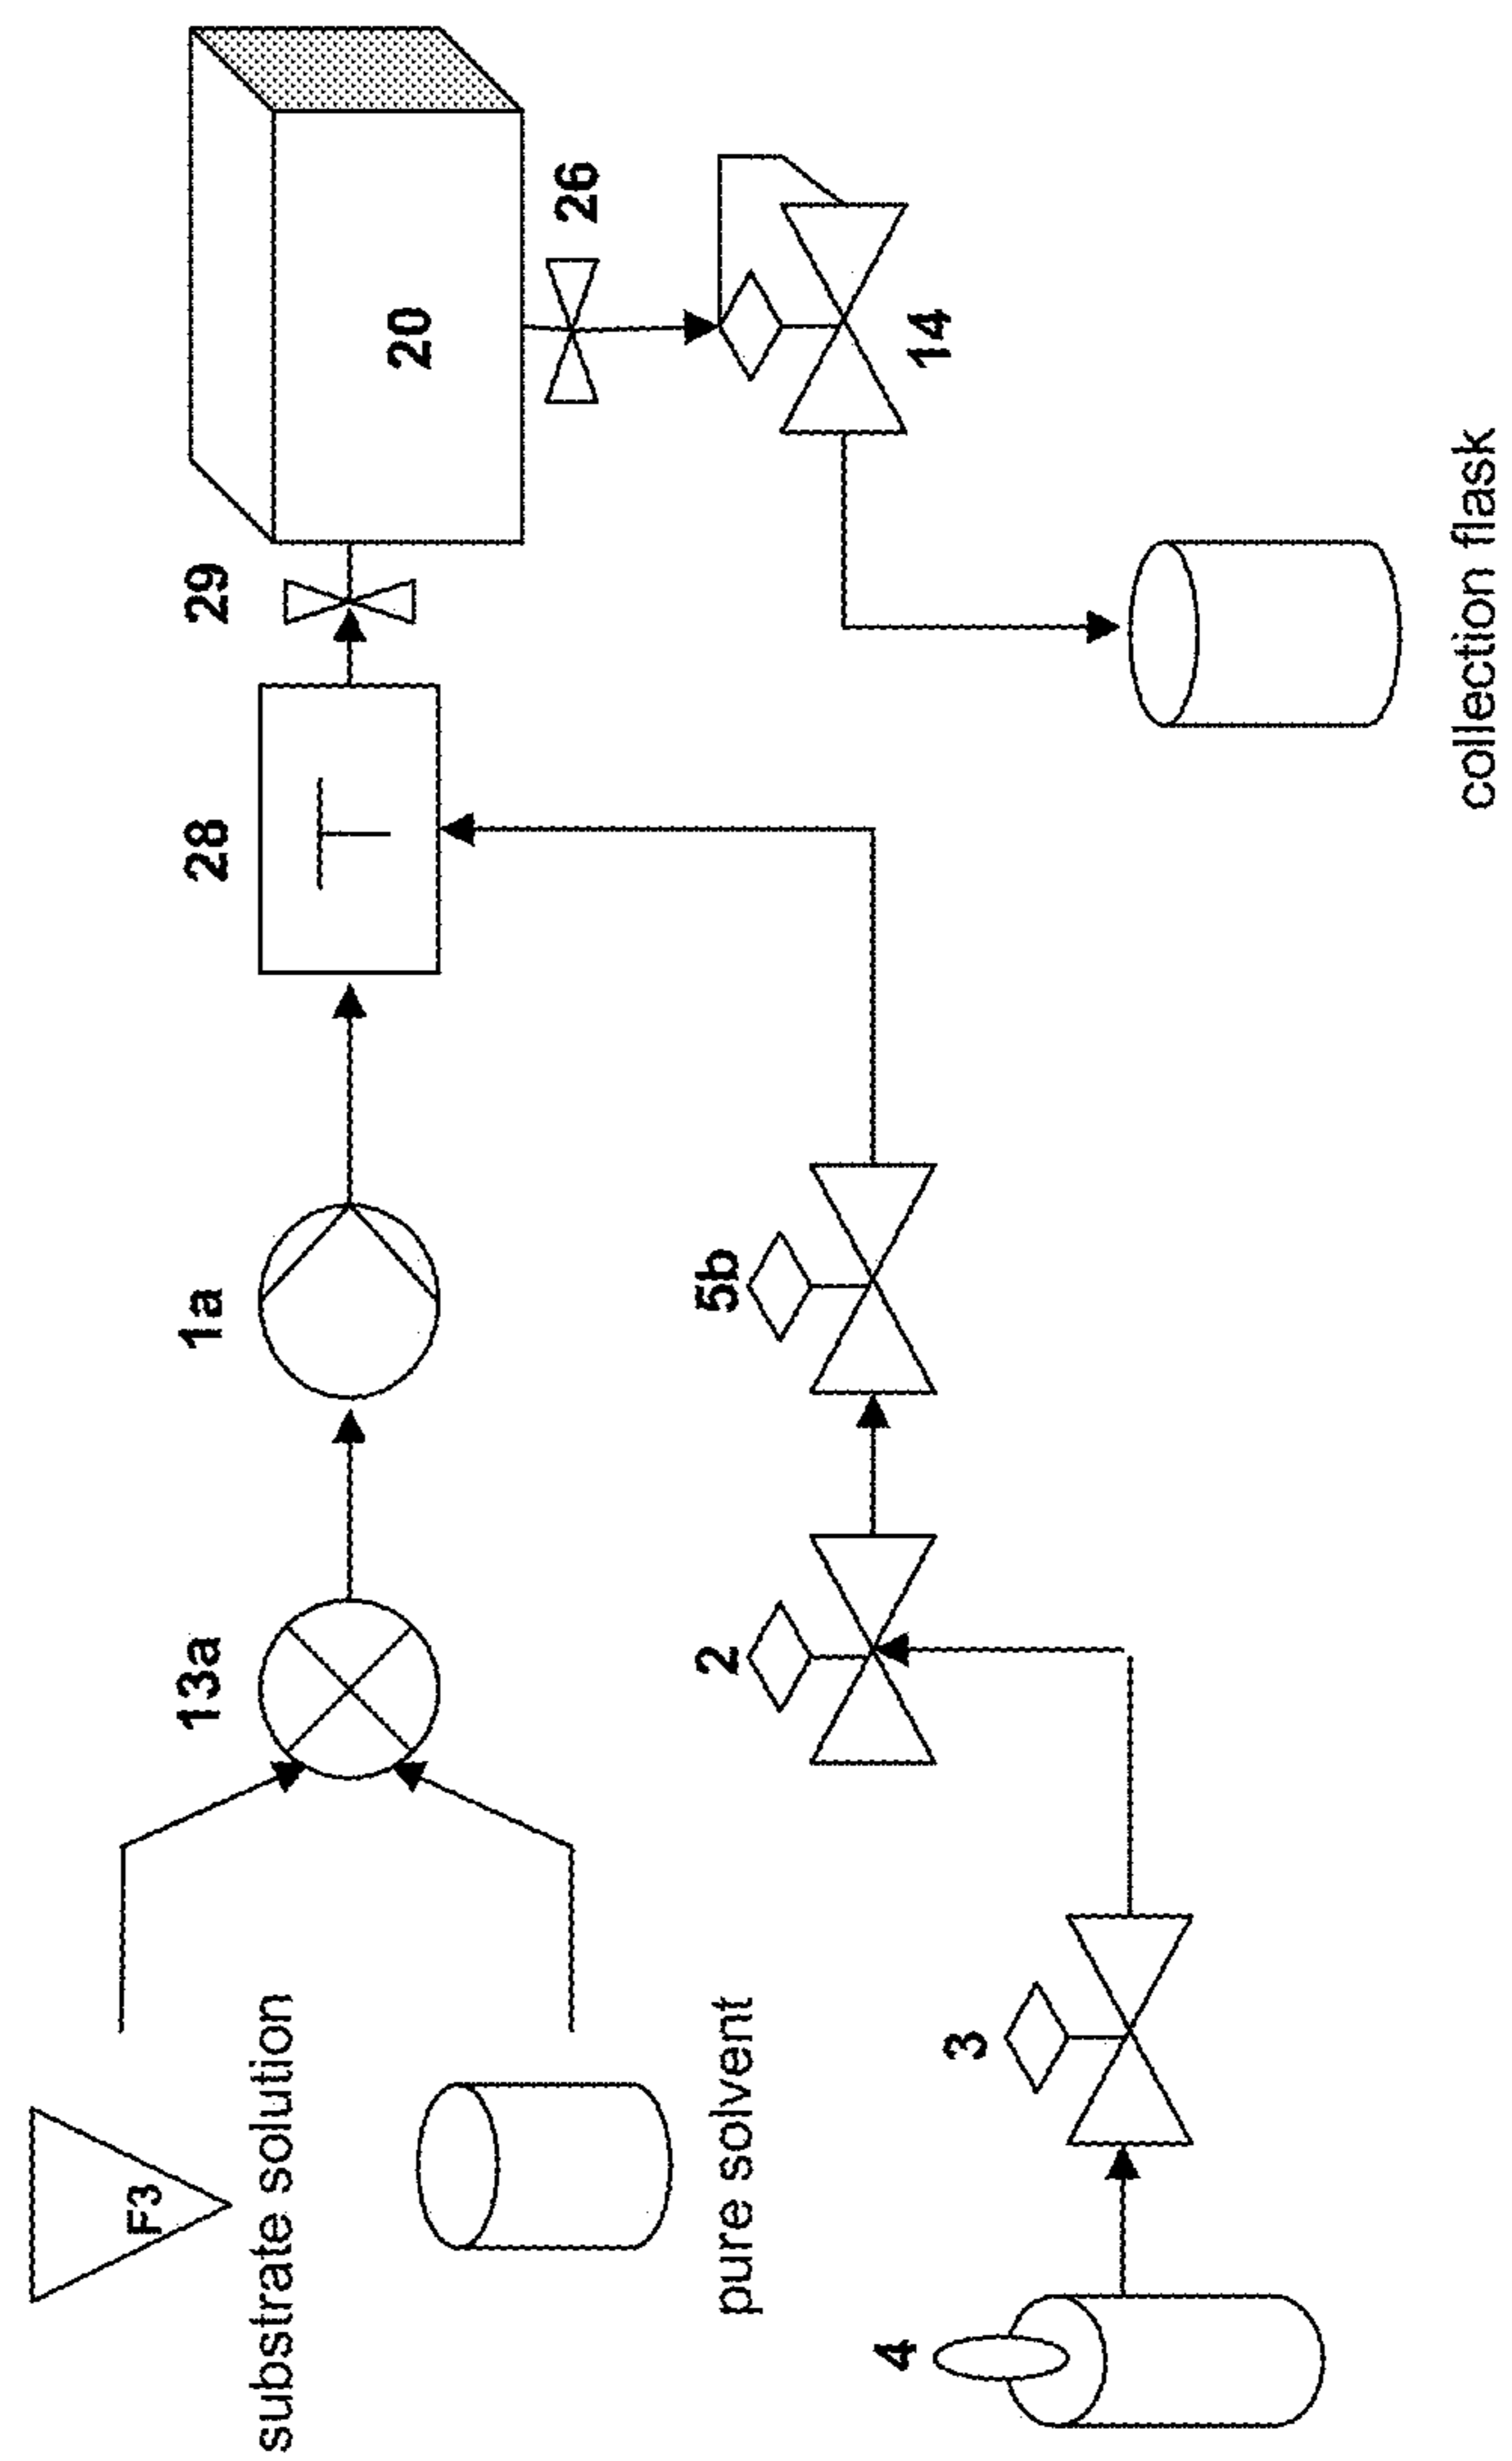 F3
substrate solution
pure solvent
13a
1a
28
29
20
26
14
2
5b
3
4
collection flask